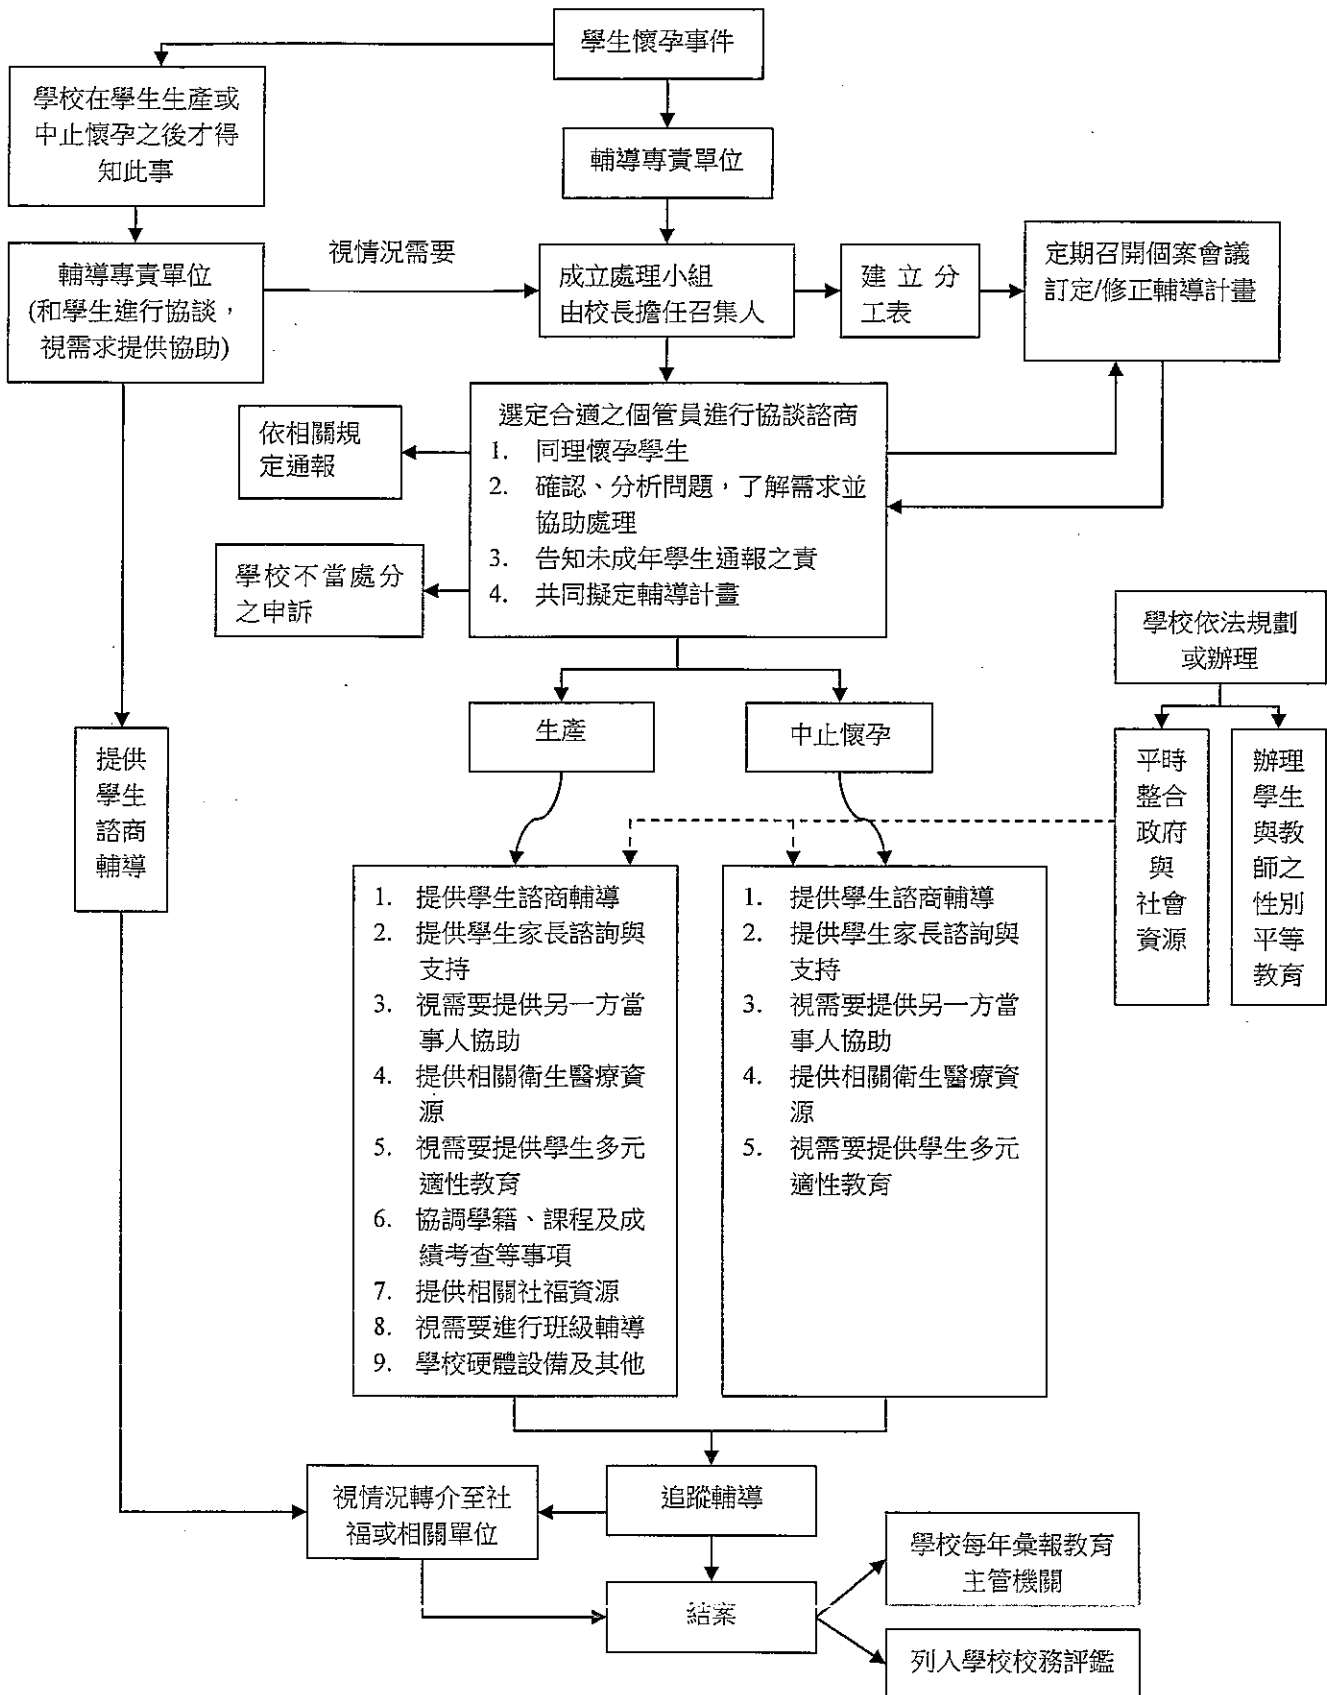 學生懷孕事件
學校在學生生產或
中止懷孕之後才得
知此事
輔導專責單位
輔導專責單位
(和學生進行協談，
視需求提供協助)
視情況需要
成立處理小組
由校長擔任召集人
建立分
工表
定期召開個案會議
訂定/修正輔導計畫
依相關規
定通報
學校不當處分
之申訴
選定合適之個管員進行協談諮商
1. 同理懷孕學生
2. 確認、分析問題，了解需求並
協助處理
3. 告知未成年學生通報之責
4. 共同擬定輔導計畫
學校依法規劃
或辦理
生產
中止懷孕
提供
學生
諮商
輔導
平時
整合
政府
與
社會
資源
辦理
學生
與教
師之
性別
平等
教育
1. 提供學生諮商輔導
2. 提供學生家長諮詢與
支持
3. 視需要提供另一方當
事人協助
4. 提供相關衛生醫療資
源
5. 視需要提供學生多元
適性教育
6. 協調學籍、課程及成
績考查等事項
7. 提供相關社福資源
8. 視需要進行班級輔導
9. 學校硬體設備及其他
1. 提供學生諮商輔導
2. 提供學生家長諮詢與
支持
3. 視需要提供另一方當
事人協助
4. 提供相關衛生醫療資
源
5. 視需要提供學生多元
適性教育
視情況轉介至社
福或相關單位
追蹤輔導
結案
學校每年彙報教育
主管機關
列入學校校務評鑑